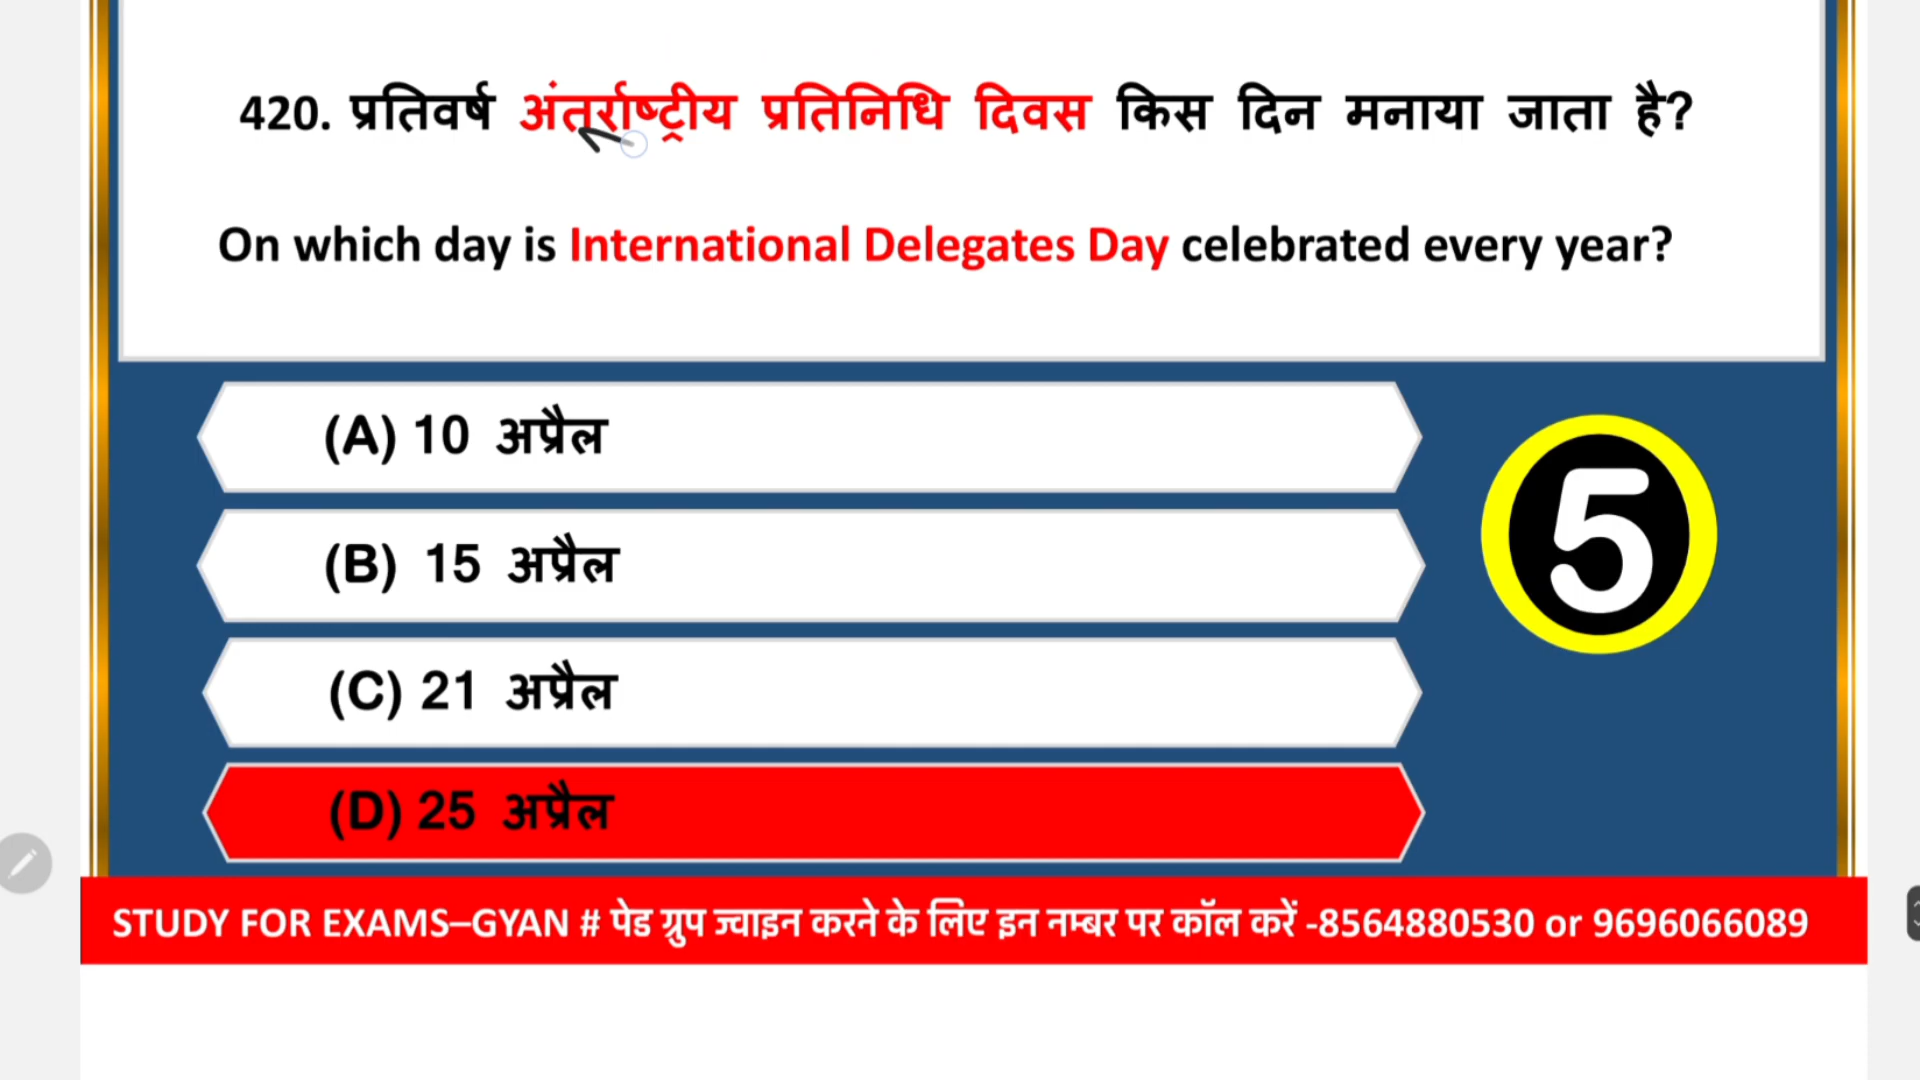 420. प्रतिवर्ष अंतर्राष्ट्रीय प्रतिनिधि दिवस किस दिन मनाया जाता है?
On which day is International Delegates Day celebrated every year?
(A) 10 अप्रैल
(B) 15 अप्रैल
5
(C) 21 अप्रैल
(D) 25 अप्रैल
STUDY FOR EXAMS–GYAN # पेड ग्रुप ज्वाइन करने के लिए इन नम्बर पर कॉल करें -8564880530 or 9696066089